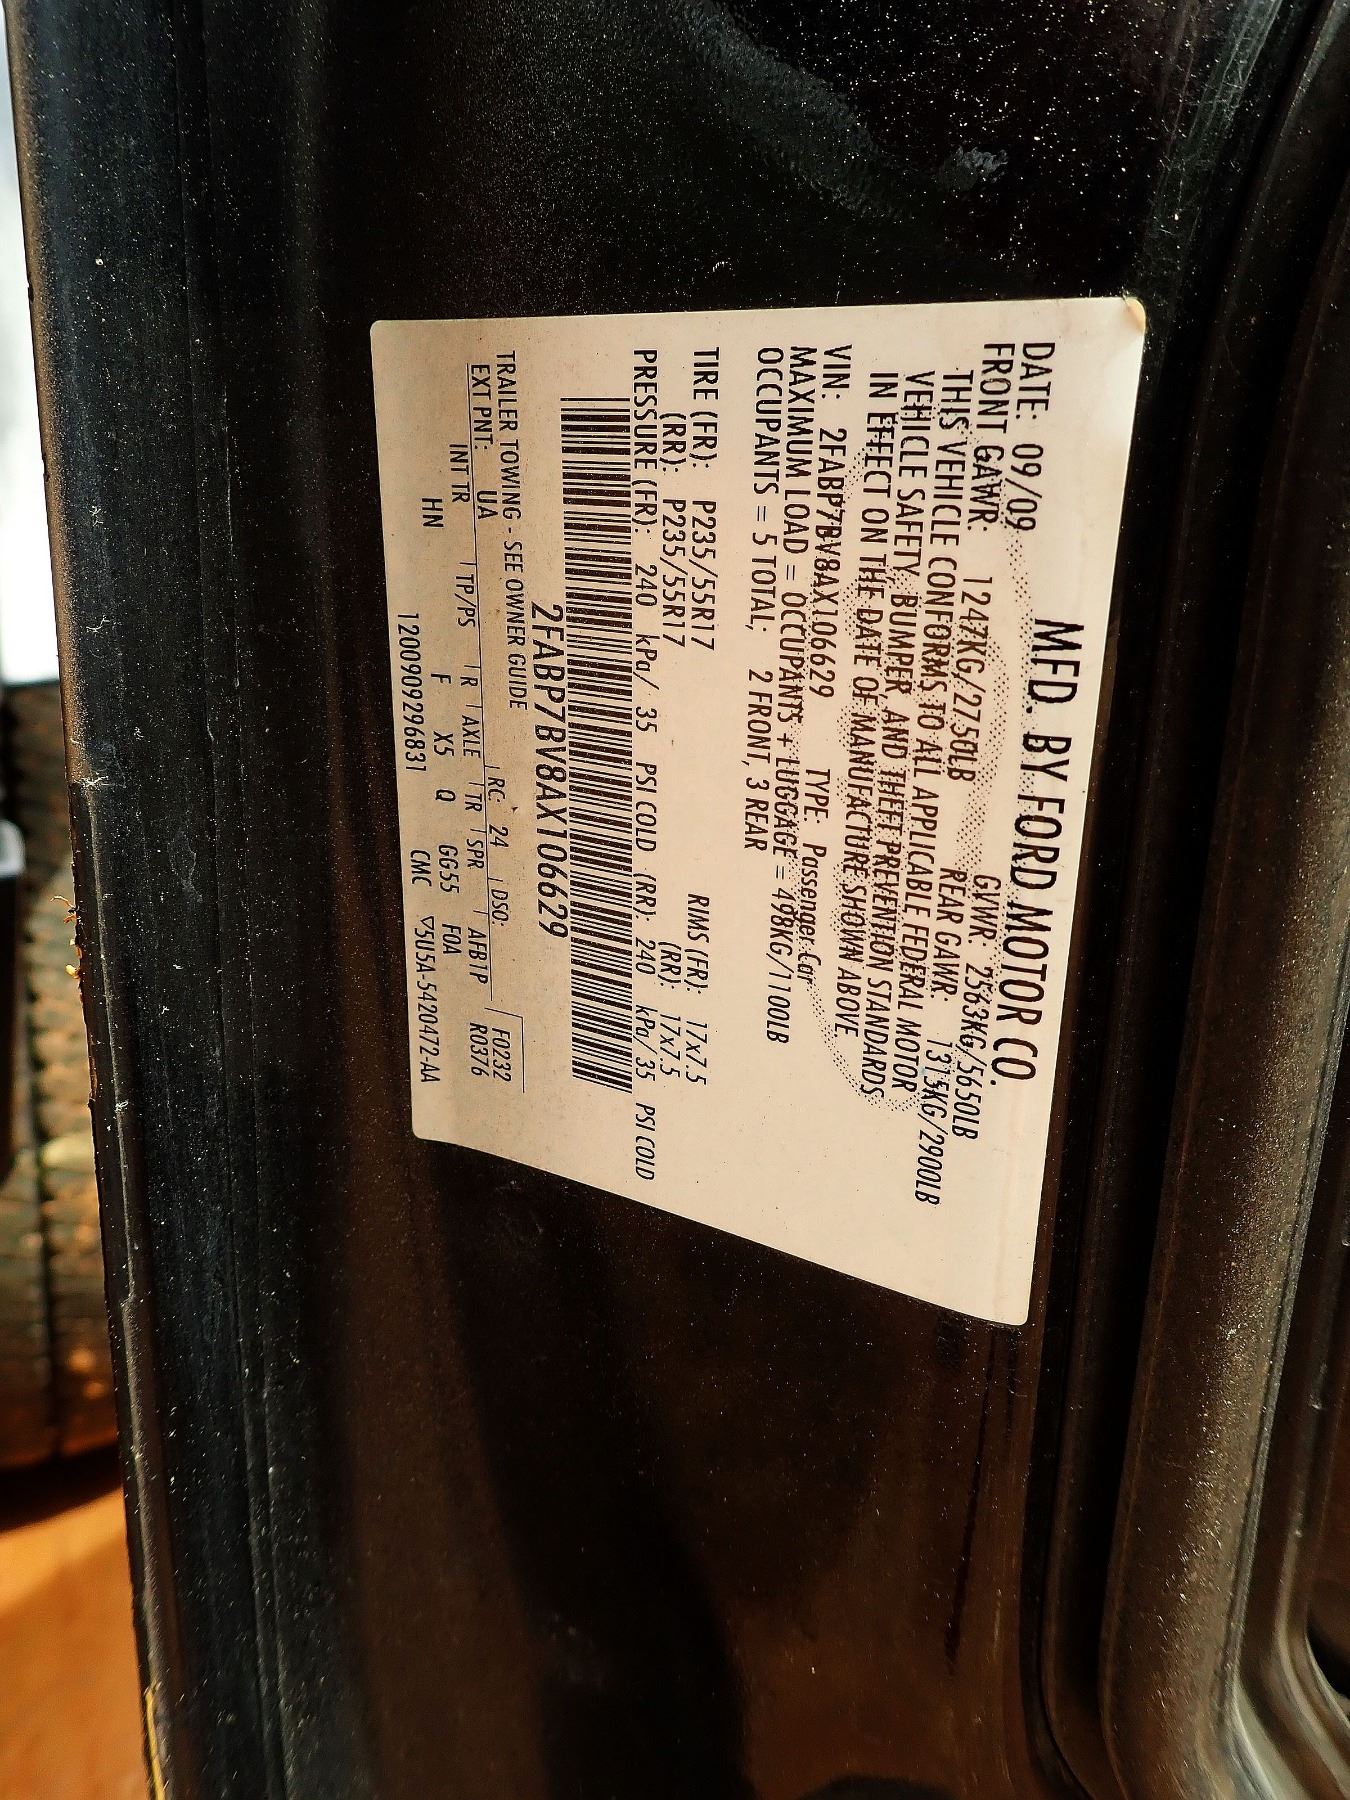 MFD. BY FORD MOTOR CO.
DATE: 09/09 GVWR: 2563KG/5650LB
FRONT GAWR: 1247KG/2750LB REAR GAWR: 1315KG/2900LB
THIS VEHICLE CONFORMS TO ALL APPLICABLE FEDERAL MOTOR
VEHICLE SAFETY, BUMPER, AND THEFT PREVENTION STANDARDS
IN EFFECT ON THE DATE OF MANUFACTURE SHOWN ABOVE.
VIN: 2FABP7BV8AX106629 TYPE: Passenger Car
MAXIMUM LOAD = OCCUPANTS + LUGGAGE = 498KG/1100LB
OCCUPANTS = 5 TOTAL, 2 FRONT, 3 REAR
TIRE (FR): P235/55R17 RIMS (FR): 17x7.5
(RR): P235/55R17 (RR): 17x7.5
PRESSURE (FR): 240 kPa/ 35 PSI COLD (RR): 240 kPa/ 35 PSI COLD
2FABP7BV8AX106629
TRAILER TOWING - SEE OWNER GUIDE F0232
EXT PNT: UA RC: 24 DSO: R0376
INT TR TP/PS R AXLE TR SPR AFB1P
HN F X5 Q GG55 F0A
120090929683​1 CMC ▽5U5A-5420472-AA